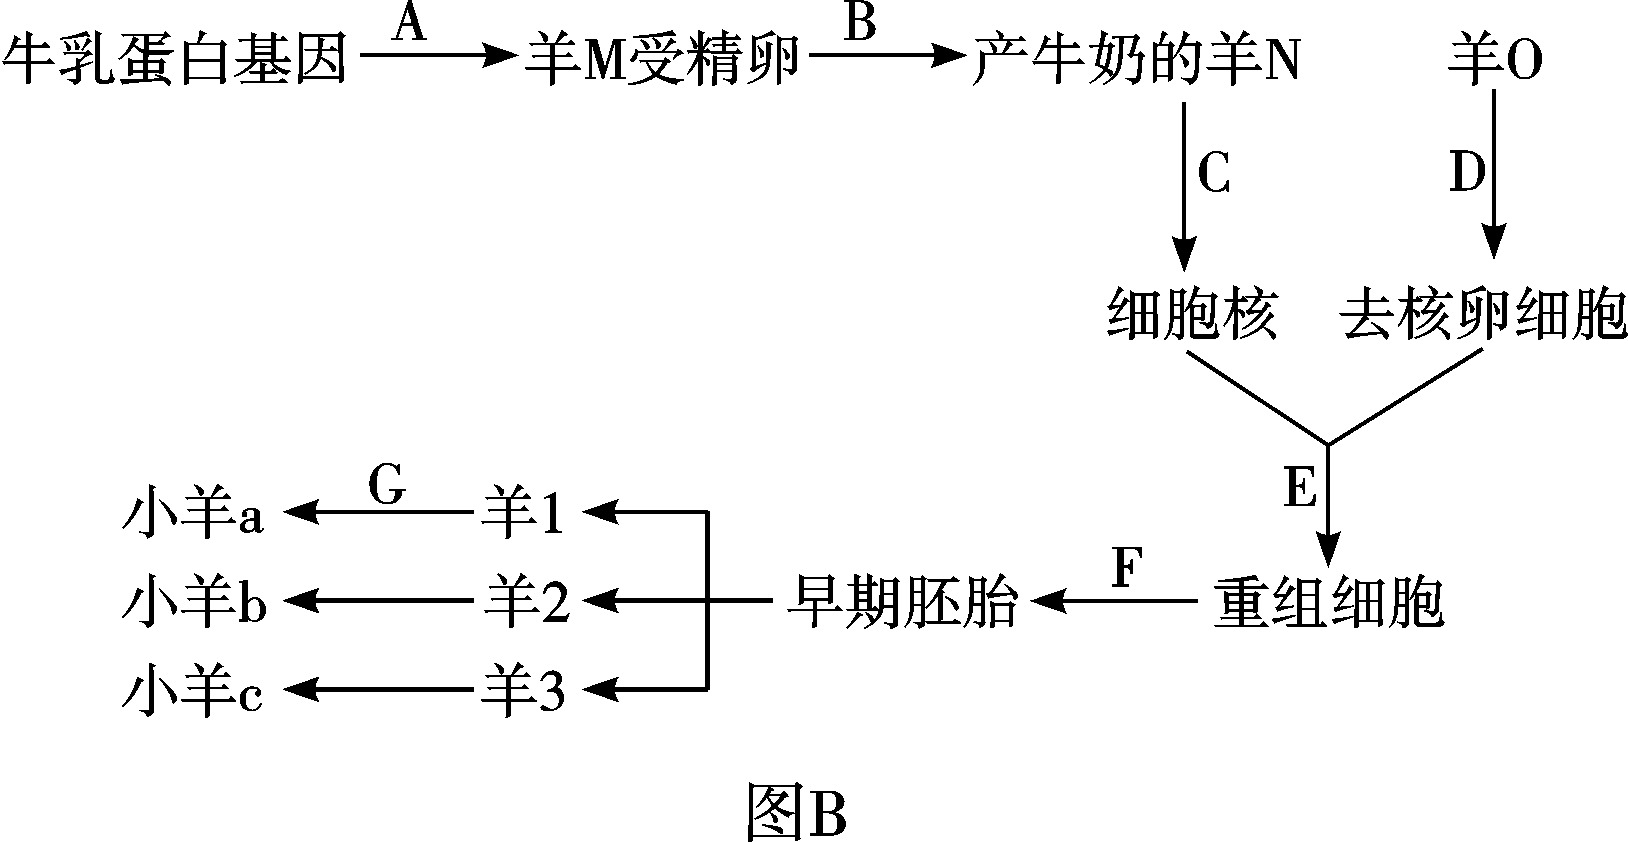 牛乳蛋白基因 A 羊M受精卵 B 产牛奶的羊N 羊O
C D
细胞核 去核卵细胞
E
小羊a G 羊1
小羊b 羊2 早期胚胎 F 重组细胞
小羊c 羊3
图B